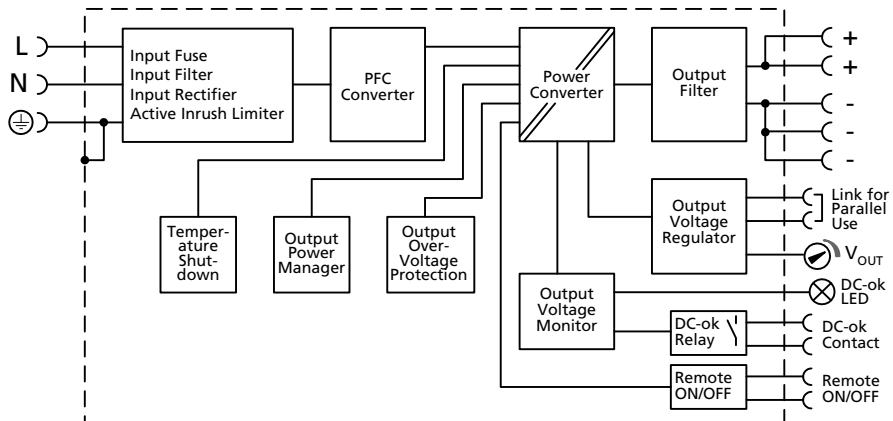 L
N
Input Fuse
Input Filter
Input Rectifier
Active Inrush Limiter
PFC
Converter
Power
Converter
Output
Filter
+
+
-
-
-
Temper-
ature
Shut-
down
Output
Power
Manager
Output
Over-
Voltage
Protection
Output
Voltage
Regulator
Link for
Parallel
Use
VOUT
Output
Voltage
Monitor
DC-ok
LED
DC-ok
Relay
DC-ok
Contact
Remote
ON/OFF
Remote
ON/OFF